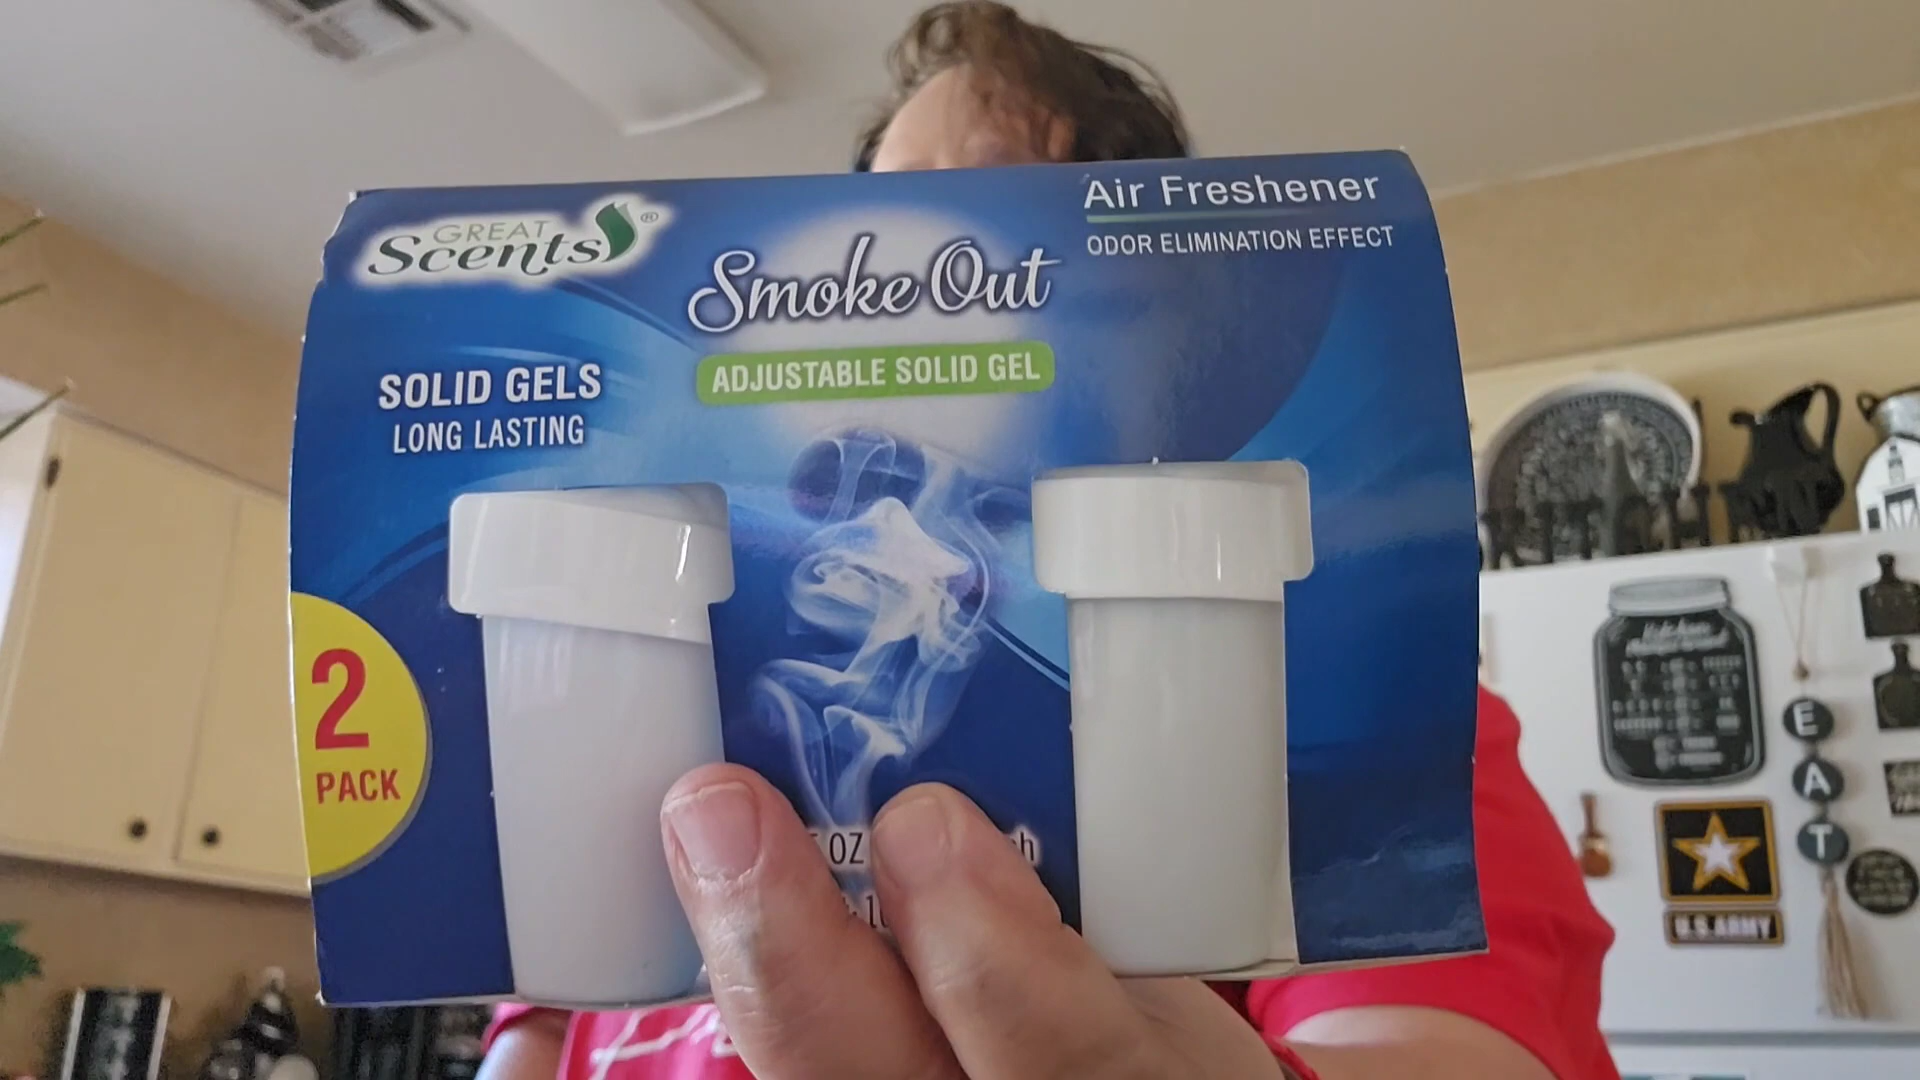 GREAT
Scents®
Smoke Out
Air Freshener
ODOR ELIMINATION EFFECT
ADJUSTABLE SOLID GEL
SOLID GELS
LONG LASTING
2
PACK
OZ
E
A
T
U.S. ARMY